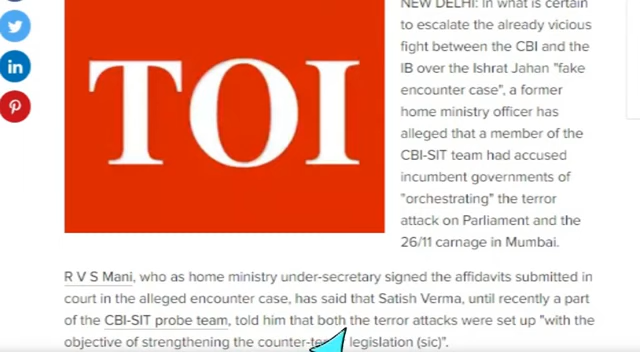 in
TOI
NEW DELHI: In what is certain
to escalate the already vicious
fight between the CBI and the
IB over the Ishrat Jahan "fake
encounter case", a former
home ministry officer has
alleged that a member of the
CBI-SIT team had accused
incumbent governments of
"orchestrating" the terror
attack on Parliament and the
26/11 carnage in Mumbai.
R V S Mani, who as home ministry under-secretary signed the affidavits submitted in
court in the alleged encounter case, has said that Satish Verma, until recently a part
of the CBI-SIT probe team, told him that both the terror attacks were set up "with the
objective of strengthening the counter- legislation (sic)".